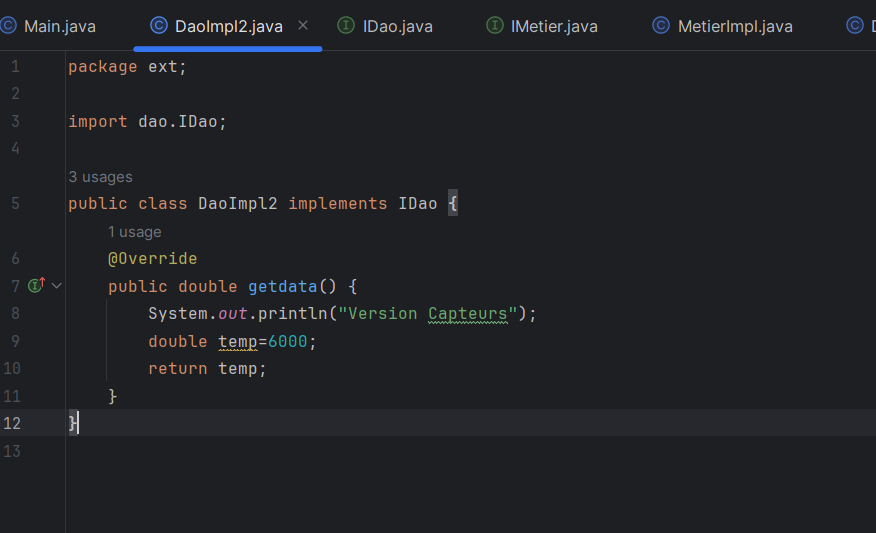 Main.java DaoImpl2.java IDao.java IMetier.java MetierImpl.java
1 package ext;
2
3 import dao.IDao;
4
3 usages
5 public class DaoImpl2 implements IDao {
1 usage
6 @Override
7 public double getdata() {
8 System.out.println("Version Capteurs");
9 double temp=6000;
10 return temp;
11 }
12 }
13